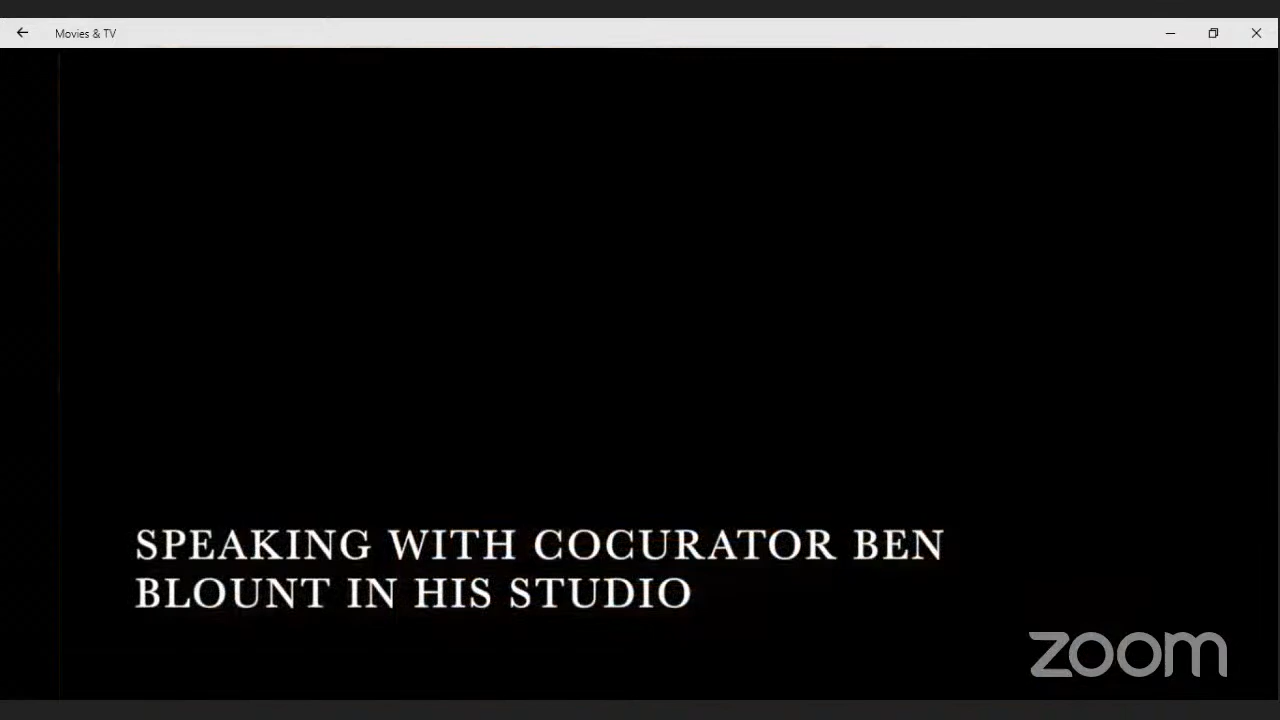 Movies & TV
SPEAKING WITH COCURATOR BEN
BLOUNT IN HIS STUDIO
zoom